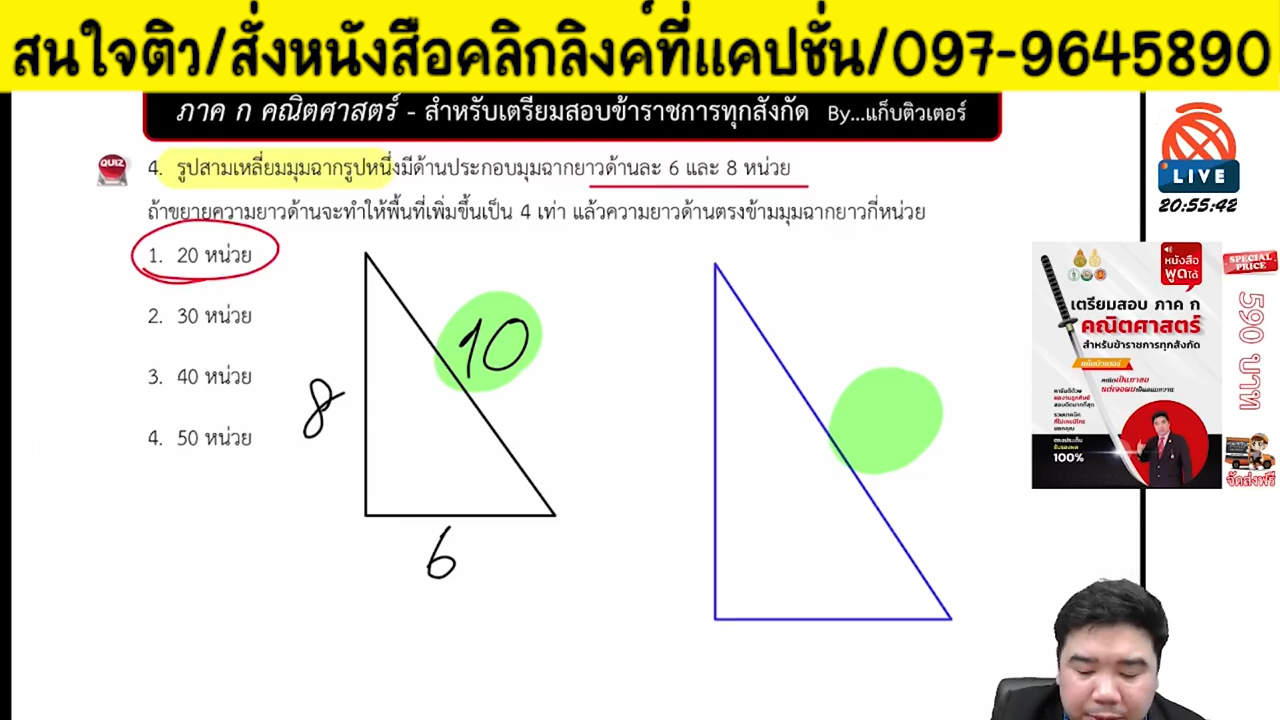 สนใจติว/สั่งหนังสือคลิกลิงค์ที่แคปชั่น/097-9645890
ภาค ก คณิตศาสตร์ - สำหรับเตรียมสอบข้าราชการทุกสังกัด By...แก็บติวเตอร์
QUIZ
4. รูปสามเหลี่ยมมุมฉากรูปหนึ่งมีด้านประกอบมุมฉากยาวด้านละ 6 และ 8 หน่วย
ถ้าขยายความยาวด้านจะทำให้พื้นที่เพิ่มขึ้นเป็น 4 เท่า แล้วความยาวด้านตรงข้ามมุมฉากยาวกี่หน่วย
1. 20 หน่วย
2. 30 หน่วย
3. 40 หน่วย
4. 50 หน่วย
8
10
6
LIVE
20:55:42
หนังสือ
พูดได้
เตรียมสอบ ภาค ก
คณิตศาสตร์
สำหรับข้าราชการทุกสังกัด
100%
SPECIAL
PRICE
590 บาท
จัดส่งฟรี